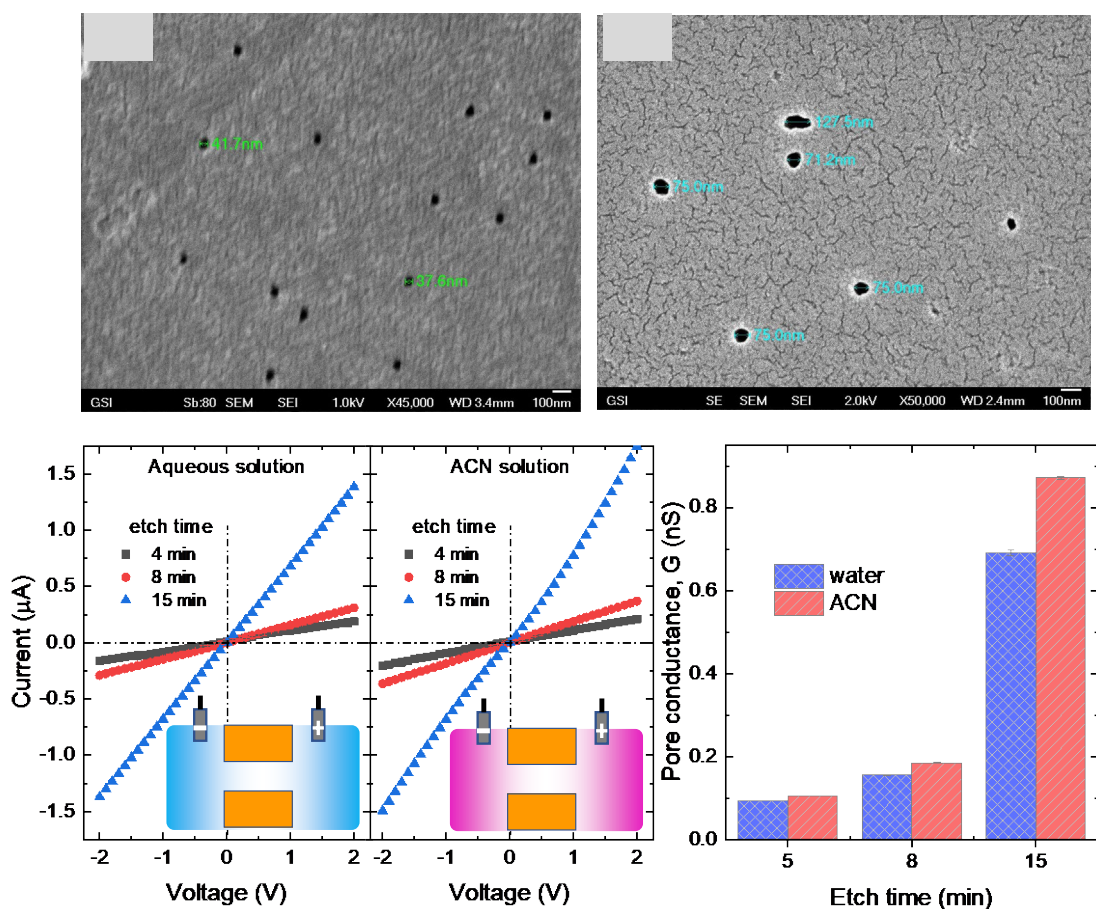 41.7nm
37.6nm
GSI Sb:80 SEM SEI 1.0kV X45,000 WD 3.4mm 100nm
127.5nm
71.2nm
75.0nm
75.0nm
75.0nm
GSI SE SEM SEI 2.0kV X50,000 WD 2.4mm 100nm
Aqueous solution
etch time
4 min
8 min
15 min
1.5
1.0
0.5
0.0
-0.5
-1.0
-1.5
Current (μA)
-2 -1 0 1 2
Voltage (V)
ACN solution
etch time
4 min
8 min
15 min
-2 -1 0 1 2
Voltage (V)
Pore conductance, G (nS)
0.8
0.6
0.4
0.2
0.0
water
ACN
5 8 15
Etch time (min)